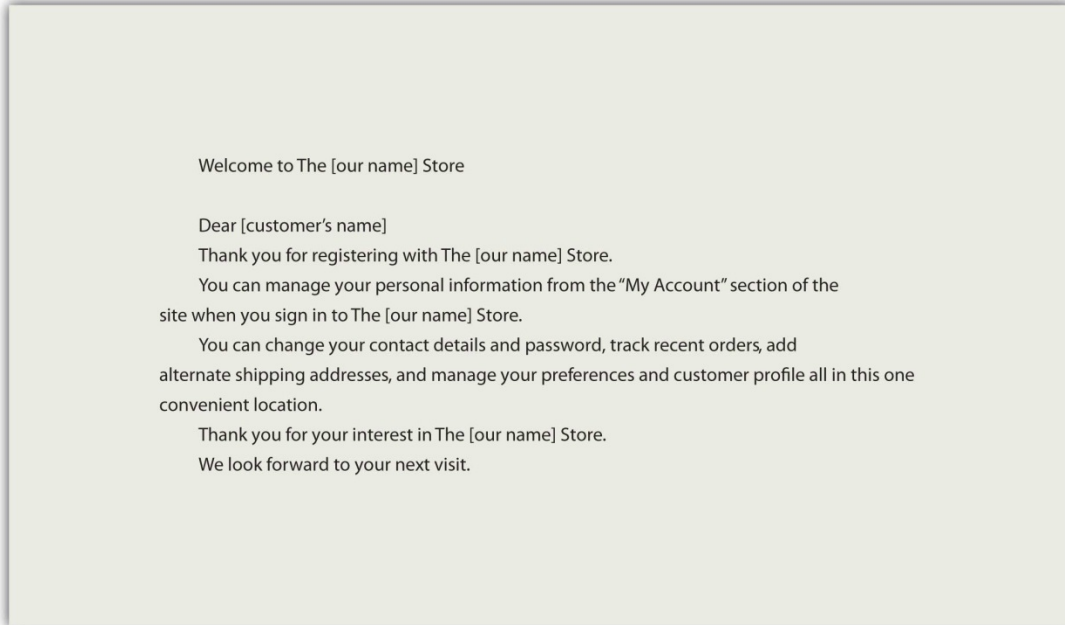 Welcome to The [our name] Store
Dear [customer’s name]
Thank you for registering with The [our name] Store.
You can manage your personal information from the “My Account” section of the
site when you sign in to The [our name] Store.
You can change your contact details and password, track recent orders, add
alternate shipping addresses, and manage your preferences and customer profile all in this one
convenient location.
Thank you for your interest in The [our name] Store.
We look forward to your next visit.